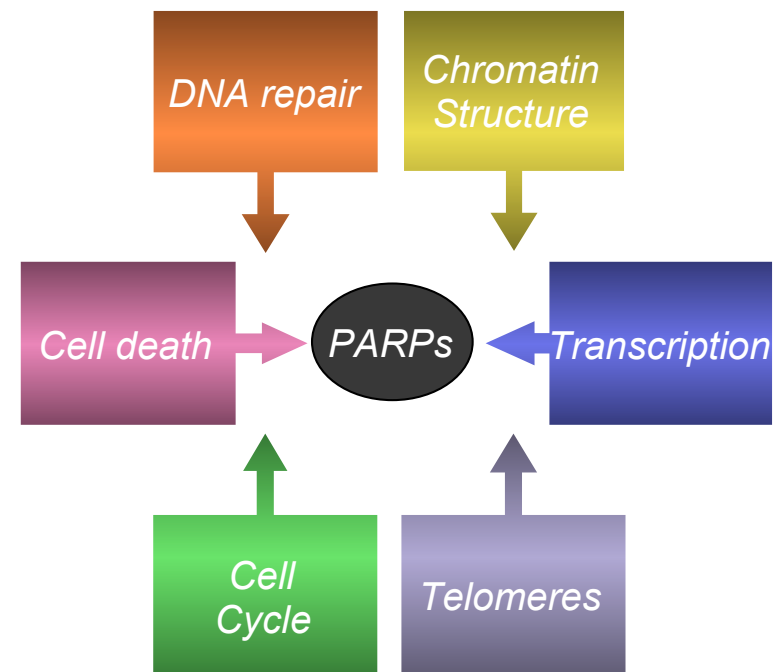 DNA repair
Chromatin
Structure
Cell death
PARPs
Transcription
Cell
Cycle
Telomeres